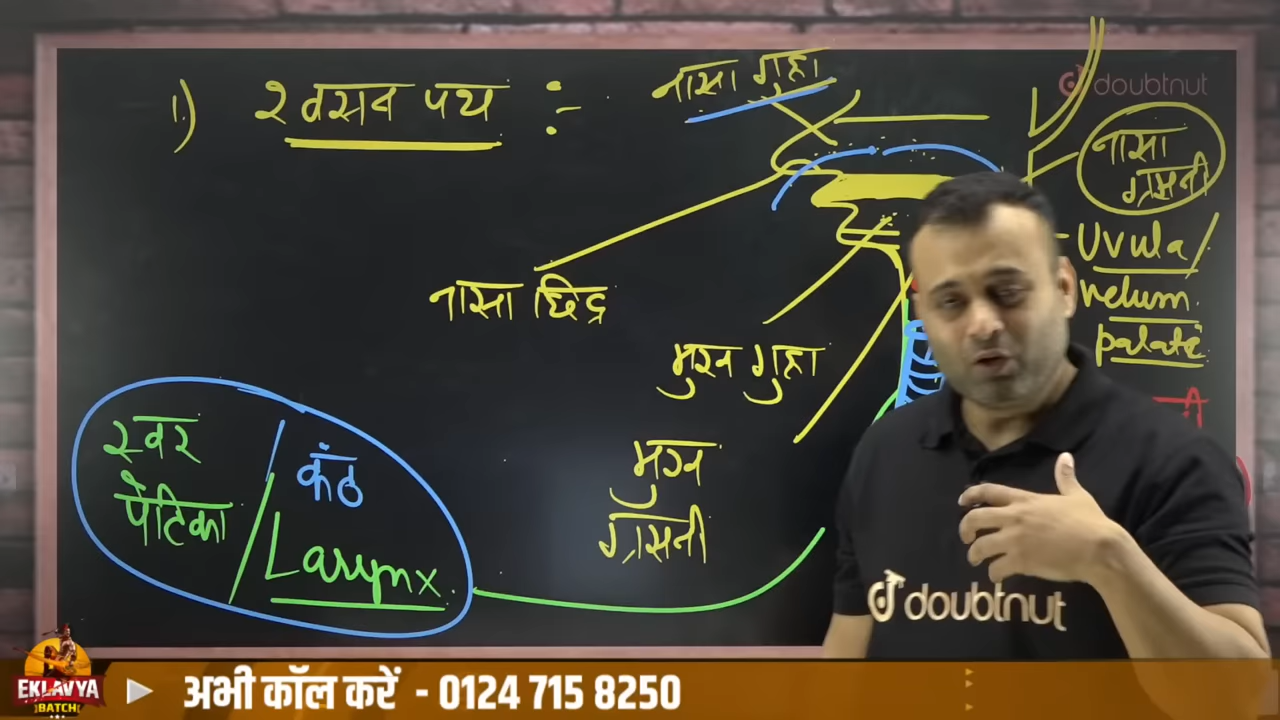 1.) श्वसन पथ :-
नासा गुहा
doubtnut
नासा
ग्रसनी
Uvula/
velum
palate
नासा छिद्र
मुख गुहा
मुख
ग्रसनी
स्वर
पेटिका
/
कंठ
/
Larynx
doubtnut
EKLAVYA
BATCH
अभी कॉल करें - 0124 715 8250